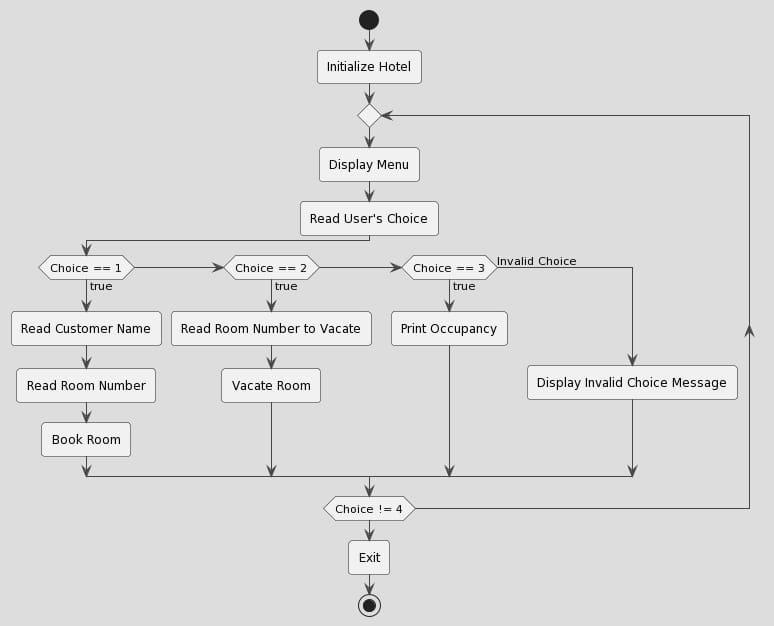 Initialize Hotel
Display Menu
Read User's Choice
Choice == 1
Choice == 2
Choice == 3
Invalid Choice
true
true
true
Read Customer Name
Read Room Number to Vacate
Print Occupancy
Read Room Number
Vacate Room
Display Invalid Choice Message
Book Room
Choice != 4
Exit